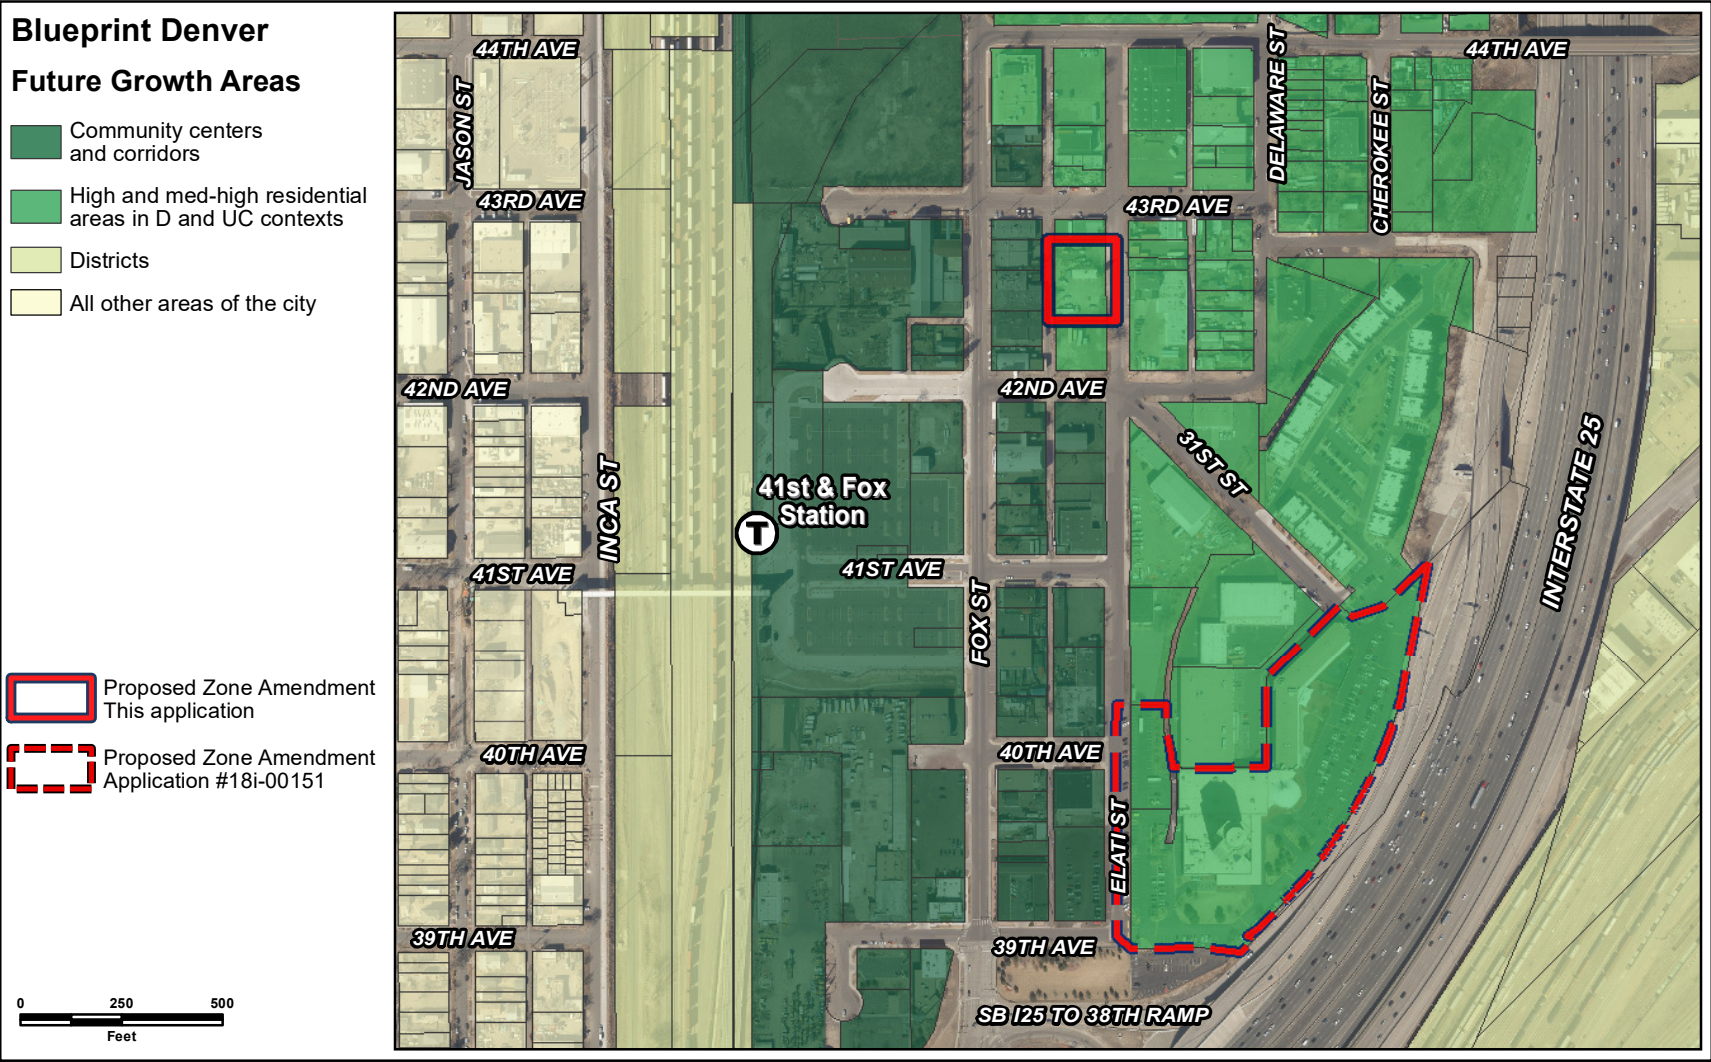 Blueprint Denver
Future Growth Areas
Community centers
and corridors
High and med-high residential
areas in D and UC contexts
Districts
All other areas of the city
Proposed Zone Amendment
This application
Proposed Zone Amendment
Application #18i-00151
0 250 500
Feet
44TH AVE
44TH AVE
JASON ST
DELAWARE ST
CHEROKEE ST
43RD AVE
43RD AVE
42ND AVE
42ND AVE
31ST ST
INTERSTATE 25
INCA ST
41st & Fox
Station
T
41ST AVE
41ST AVE
FOX ST
40TH AVE
40TH AVE
ELATI ST
39TH AVE
39TH AVE
SB I25 TO 38TH RAMP